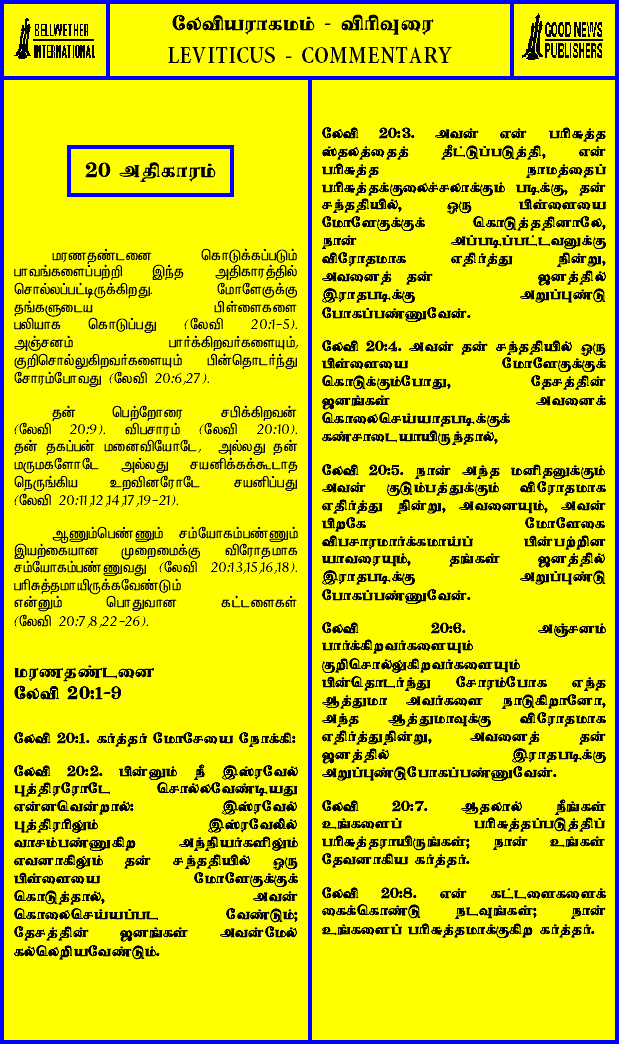 BELLWETHER
INTERNATIONAL
லேவியராகமம் - விரிவுரை
LEVITICUS - COMMENTARY
GOOD NEWS
PUBLISHERS
20 அதிகாரம்
மரணதண்டனை கொடுக்கப்படும்
பாவங்களைப்பற்றி இந்த அதிகாரத்தில்
சொல்லப்பட்டிருக்கிறது. மோளேகுக்கு
தங்களுடைய பிள்ளைகளை
பலியாக கொடுப்பது (லேவி 20:1-5).
அஞ்சனம் பார்க்கிறவர்களையும்,
குறிசொல்லுகிறவர்களையும் பின்தொடர்ந்து
சோரம்போவது (லேவி 20:6,27).
தன் பெற்றோரை சபிக்கிறவன்
(லேவி 20:9). விபசாரம் (லேவி 20:10).
தன் தகப்பன் மனைவியோடே, அல்லது தன்
மருமகளோடே அல்லது சயனிக்கக்கூடாத
நெருங்கிய உறவினரோடே சயனிப்பது
(லேவி 20:11,12,14,17,19-21).
ஆணும்பெண்ணும் சம்யோகம்பண்ணும்
இயற்கையான முறைமைக்கு விரோதமாக
சம்யோகம்பண்ணுவது (லேவி 20:13,15,16,18).
பரிசுத்தமாயிருக்கவேண்டும்
என்னும் பொதுவான கட்டளைகள்
(லேவி 20:7,8,22-26).
மரணதண்டனை
லேவி 20:1-9
லேவி 20:1. கர்த்தர் மோசேயை நோக்கி:
லேவி 20:2. பின்னும் நீ இஸ்ரவேல்
புத்திரரோடே சொல்லவேண்டியது
என்னவென்றால்: இஸ்ரவேல்
புத்திரரிலும் இஸ்ரவேலில்
வாசம்பண்ணுகிற அந்நியர்களிலும்
எவனாகிலும் தன் சந்ததியில் ஒரு
பிள்ளையை மோளேகுக்குக்
கொடுத்தால், அவன்
கொலைசெய்யப்பட வேண்டும்;
தேசத்தின் ஜனங்கள் அவன்மேல்
கல்லெறியவேண்டும்.
லேவி 20:3. அவன் என் பரிசுத்த
ஸ்தலத்தைத் தீட்டுப்படுத்தி, என்
பரிசுத்த நாமத்தைப்
பரிசுத்தக்குலைச்சலாக்கும் படிக்கு, தன்
சந்ததியில், ஒரு பிள்ளையை
மோளேகுக்குக் கொடுத்ததினாலே,
நான் அப்படிப்பட்டவனுக்கு
விரோதமாக எதிர்த்து நின்று,
அவனைத் தன் ஜனத்தில்
இராதபடிக்கு அறுப்புண்டு
போகப்பண்ணுவேன்.
லேவி 20:4. அவன் தன் சந்ததியில் ஒரு
பிள்ளையை மோளேகுக்குக்
கொடுக்கும்போது, தேசத்தின்
ஜனங்கள் அவனைக்
கொலைசெய்யாதபடிக்குக்
கண்சாடையாயிருந்தால்,
லேவி 20:5. நான் அந்த மனிதனுக்கும்
அவன் குடும்பத்துக்கும் விரோதமாக
எதிர்த்து நின்று, அவனையும், அவன்
பிறகே மோளேகை
விபசாரமார்க்கமாய்ப் பின்பற்றின
யாவரையும், தங்கள் ஜனத்தில்
இராதபடிக்கு அறுப்புண்டு
போகப்பண்ணுவேன்.
லேவி 20:6. அஞ்சனம்
பார்க்கிறவர்களையும்
குறிசொல்லுகிறவர்களையும்
பின்தொடர்ந்து சோரம்போக எந்த
ஆத்துமா அவர்களை நாடுகிறானோ,
அந்த ஆத்துமாவுக்கு விரோதமாக
எதிர்த்துநின்று, அவனைத் தன்
ஜனத்தில் இராதபடிக்கு
அறுப்புண்டுபோகப்பண்ணுவேன்.
லேவி 20:7. ஆதலால் நீங்கள்
உங்களைப் பரிசுத்தப்படுத்திப்
பரிசுத்தராயிருங்கள்; நான் உங்கள்
தேவனாகிய கர்த்தர்.
லேவி 20:8. என் கட்டளைகளைக்
கைக்கொண்டு நடவுங்கள்; நான்
உங்களைப் பரிசுத்தமாக்குகிற கர்த்தர்.